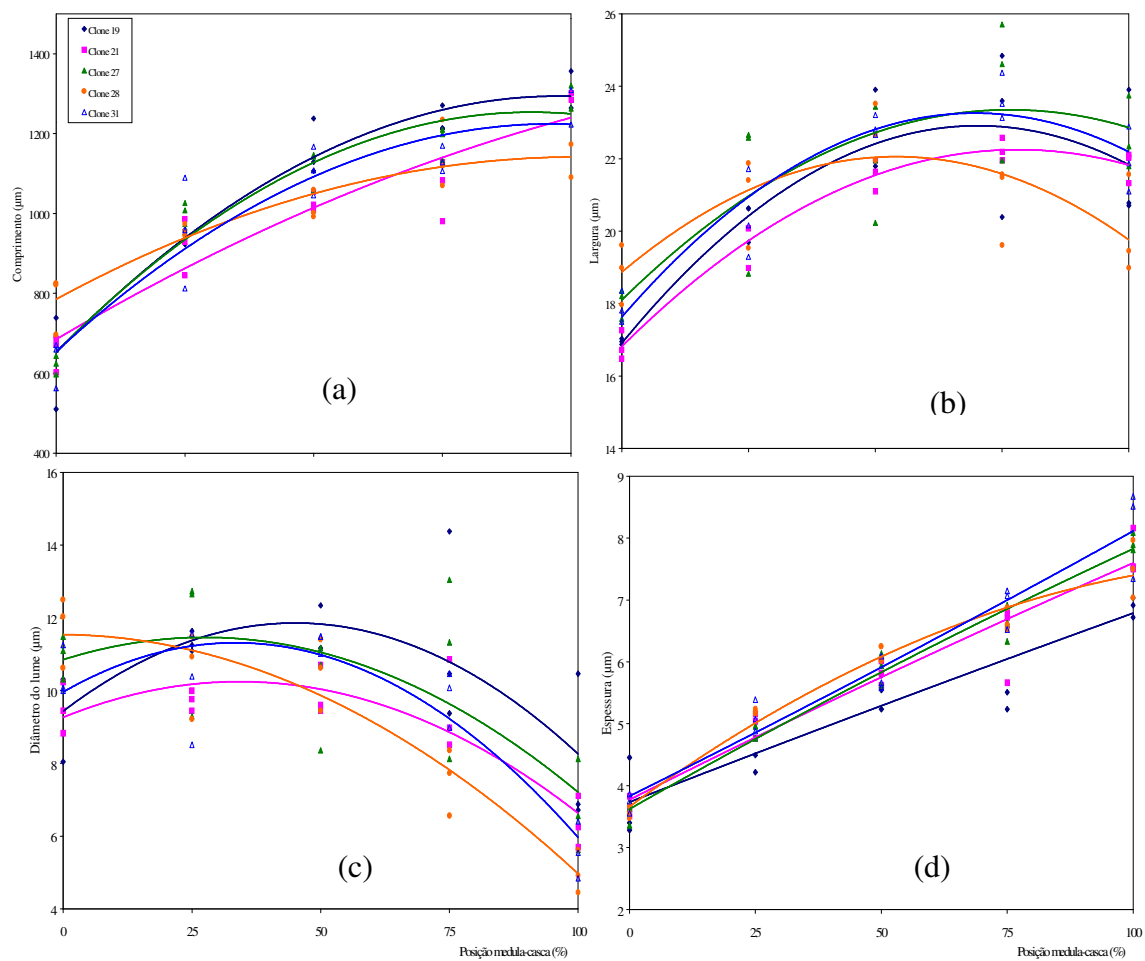 Clone 19
Clone 21
Clone 27
Clone 28
Clone 31
1400
1200
1000
800
600
400
Comprimento (µm)
(a)
26
24
22
20
18
16
14
Largura (µm)
(b)
16
14
12
10
8
6
4
Diâmetro do lume (µm)
(c)
0
25
50
75
100
Posição medula-casca (%)
9
8
7
6
5
4
3
2
Espessura (µm)
(d)
0
25
50
75
100
Posição medula-casca (%)